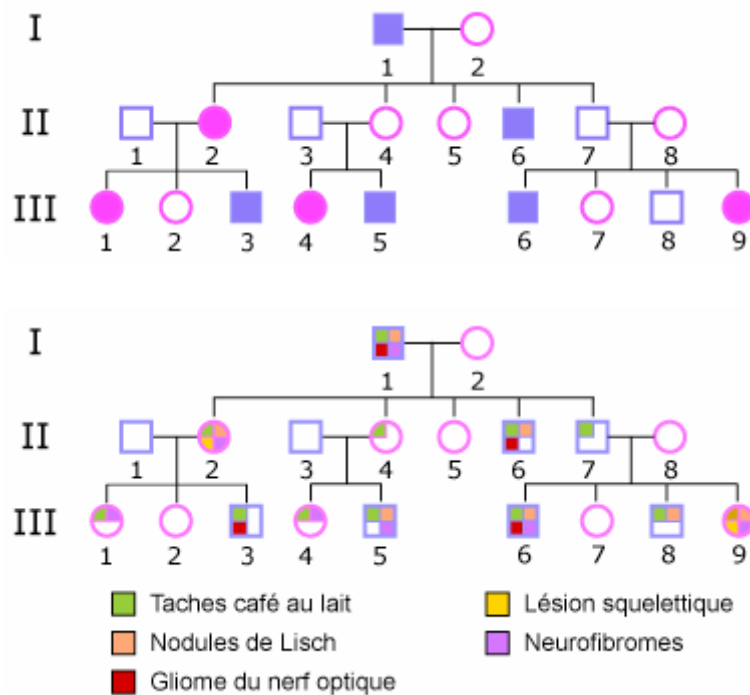 I
1 2
II
1 2 3 4 5 6 7 8
III
1 2 3 4 5 6 7 8 9
I
1 2
II
1 2 3 4 5 6 7 8
III
1 2 3 4 5 6 7 8 9
Taches café au lait Lésion squelettique
Nodules de Lisch Neurofibromes
Gliome du nerf optique